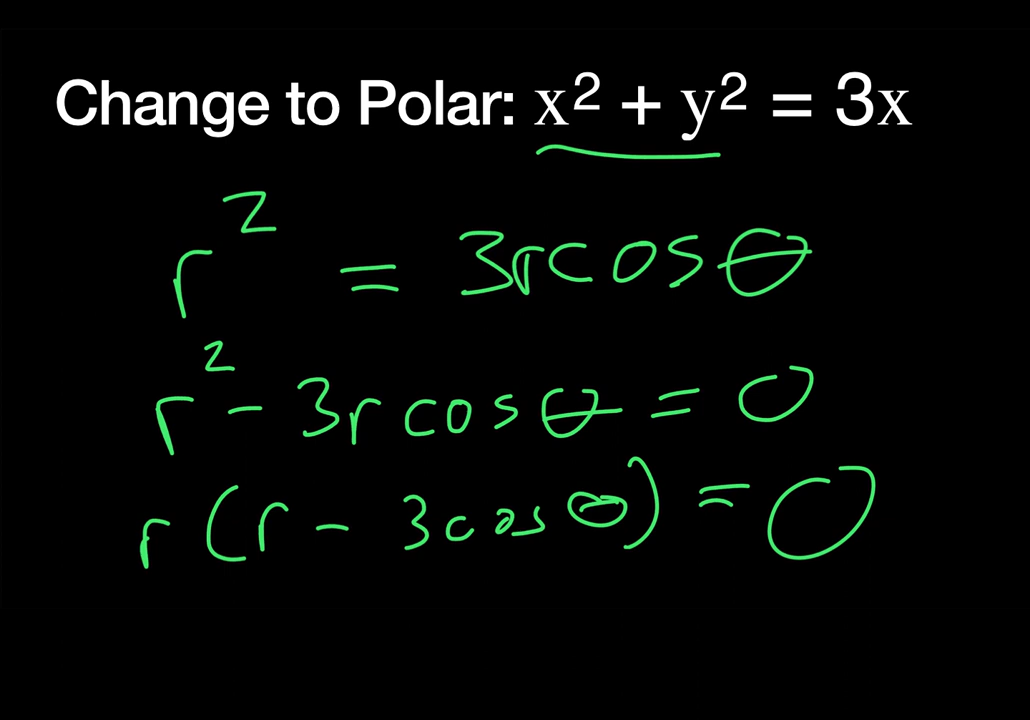 Change to Polar: x² + y² = 3x
r² = 3rcosθ
r² - 3rcosθ = 0
r(r - 3cosθ) = 0